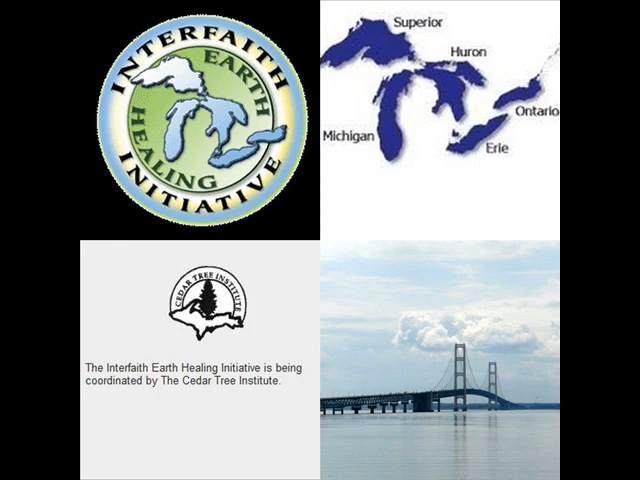 INTERFAITH
EARTH
HEALING
INITIATIVE
Superior
Huron
Ontario
Michigan
Erie
CEDAR TREE INSTITUTE
The Interfaith Earth Healing Initiative is being
coordinated by The Cedar Tree Institute.